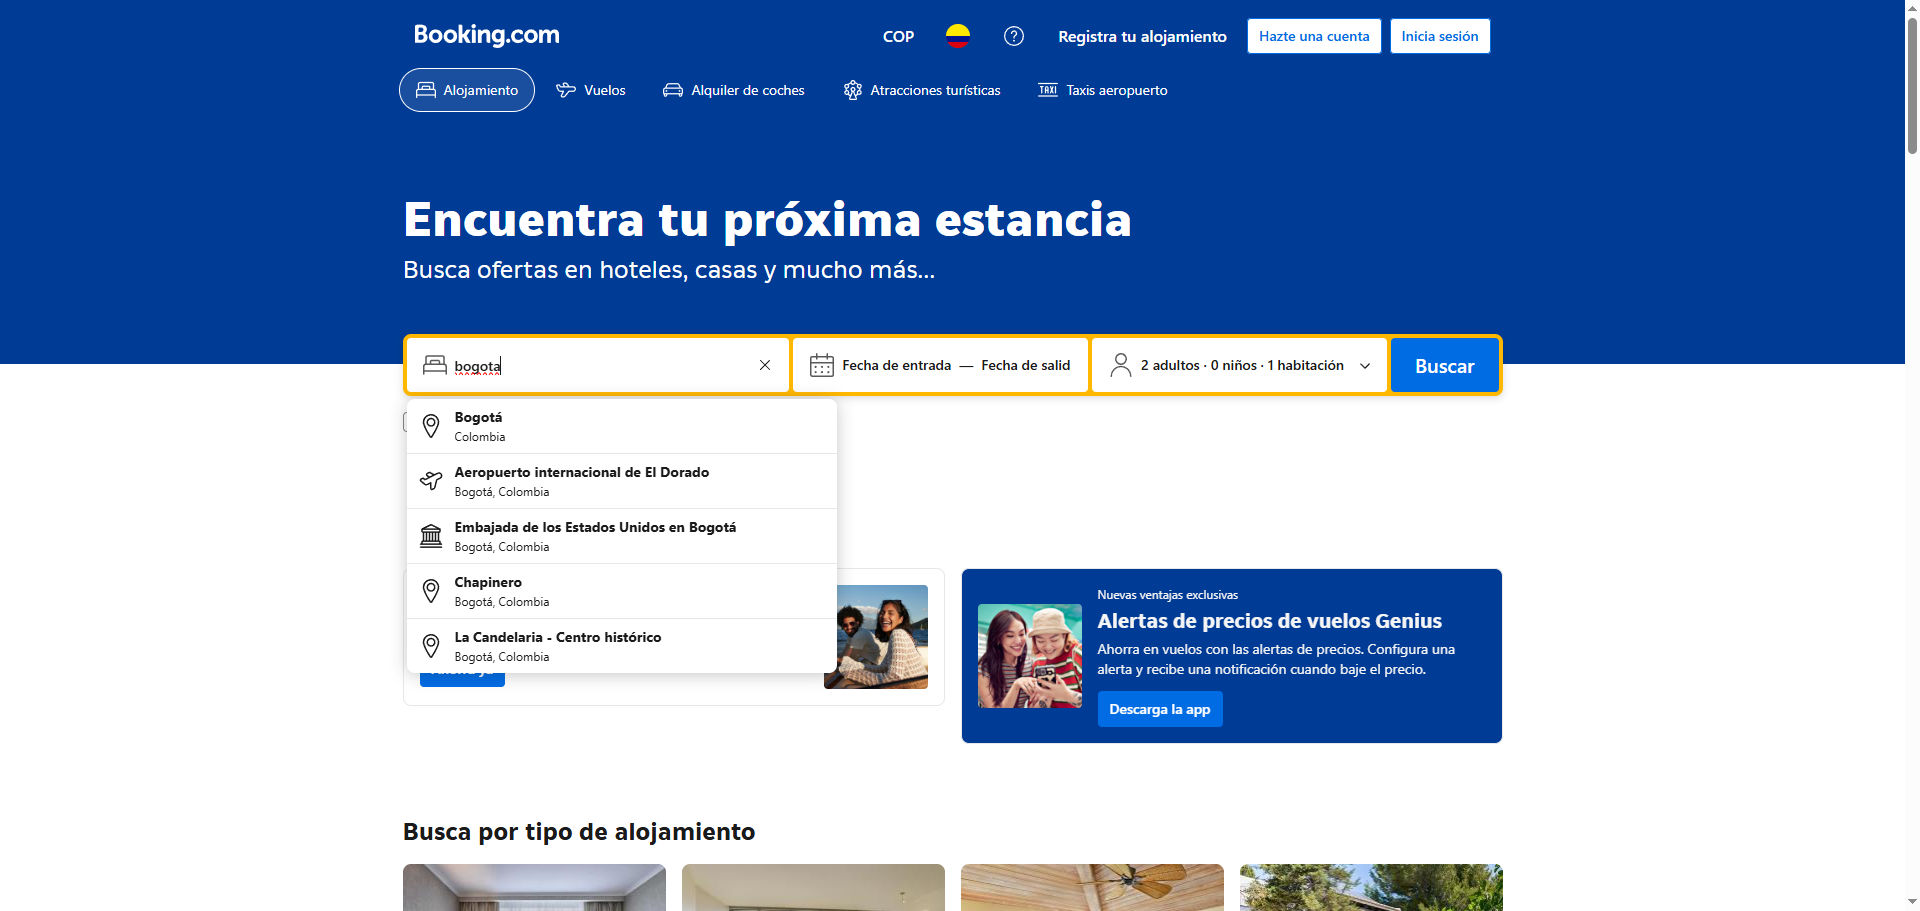 Booking.com
COP
Registra tu alojamiento
Hazte una cuenta
Inicia sesión
Alojamiento
Vuelos
Alquiler de coches
Atracciones turísticas
TAXI
Taxis aeropuerto
Encuentra tu próxima estancia
Busca ofertas en hoteles, casas y mucho más...
bogota
Fecha de entrada — Fecha de salid
2 adultos · 0 niños · 1 habitación
Buscar
Bogotá
Colombia
Aeropuerto internacional de El Dorado
Bogotá, Colombia
Embajada de los Estados Unidos en Bogotá
Bogotá, Colombia
Chapinero
Bogotá, Colombia
La Candelaria - Centro histórico
Bogotá, Colombia
Nuevas ventajas exclusivas
Alertas de precios de vuelos Genius
Ahorra en vuelos con las alertas de precios. Configura una
alerta y recibe una notificación cuando baje el precio.
Descarga la app
Busca por tipo de alojamiento